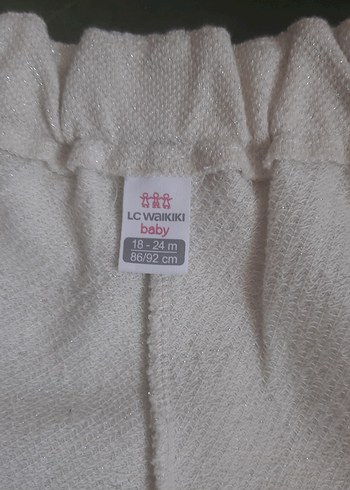 LC WAIKIKI
baby
18 - 24 m
86/92 cm